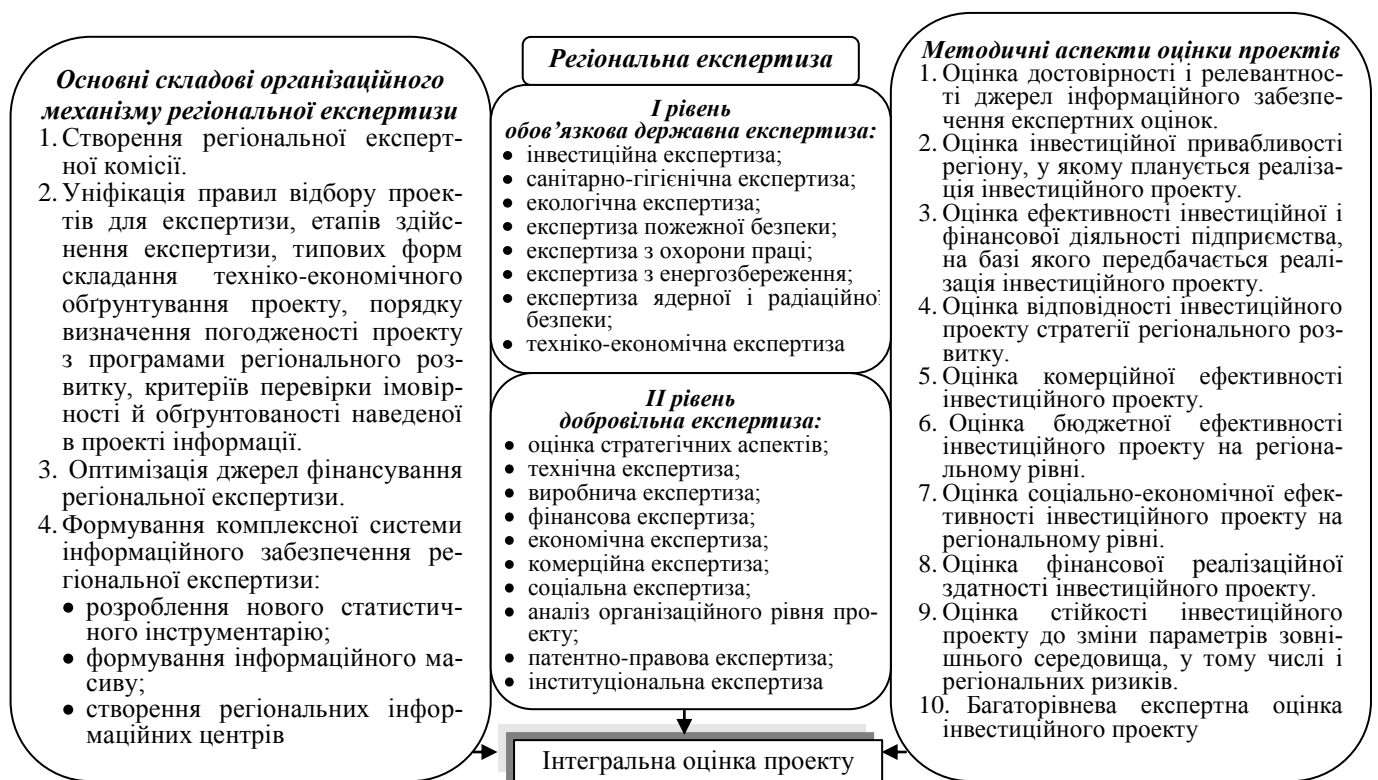 Основні складові організаційного
механізму регіональної експертизи
1. Створення регіональної експерт-
ної комісії.
2. Уніфікація правил відбору проек-
тів для експертизи, етапів здійс-
нення експертизи, типових форм
складання техніко-економічного
обґрунтування проекту, порядку
визначення погодженості проекту
з програмами регіонального роз-
витку, критеріїв перевірки імовір-
ності й обґрунтованості наведеної
в проекті інформації.
3. Оптимізація джерел фінансування
регіональної експертизи.
4. Формування комплексної системи
інформаційного забезпечення ре-
гіональної експертизи:
• розроблення нового статистич-
ного інструментарію;
• формування інформаційного ма-
сиву;
• створення регіональних інфор-
маційних центрів
Регіональна експертиза
І рівень
обов’язкова державна експертиза:
• інвестиційна експертиза;
• санітарно-гігієнічна експертиза;
• екологічна експертиза;
• експертиза пожежної безпеки;
• експертиза з охорони праці;
• експертиза з енергозбереження;
• експертиза ядерної і радіаційної
безпеки;
• техніко-економічна експертиза
ІІ рівень
добровільна експертиза:
• оцінка стратегічних аспектів;
• технічна експертиза;
• виробнича експертиза;
• фінансова експертиза;
• економічна експертиза;
• комерційна експертиза;
• соціальна експертиза;
• аналіз організаційного рівня про-
екту;
• патентно-правова експертиза;
• інституціональна експертиза
Інтегральна оцінка проекту
Методичні аспекти оцінки проектів
1. Оцінка достовірності і релевантнос-
ті джерел інформаційного забезпе-
чення експертних оцінок.
2. Оцінка інвестиційної привабливості
регіону, у якому планується реаліза-
ція інвестиційного проекту.
3. Оцінка ефективності інвестиційної і
фінансової діяльності підприємства,
на базі якого передбачається реалі-
зація інвестиційного проекту.
4. Оцінка відповідності інвестиційного
проекту стратегії регіонального роз-
витку.
5. Оцінка комерційної ефективності
інвестиційного проекту.
6. Оцінка бюджетної ефективності
інвестиційного проекту на регіона-
льному рівні.
7. Оцінка соціально-економічної ефек-
тивності інвестиційного проекту на
регіональному рівні.
8. Оцінка фінансової реалізаційної
здатності інвестиційного проекту.
9. Оцінка стійкості інвестиційного
проекту до зміни параметрів зовні-
шнього середовища, у тому числі і
регіональних ризиків.
10. Багаторівнева експертна оцінка
інвестиційного проекту